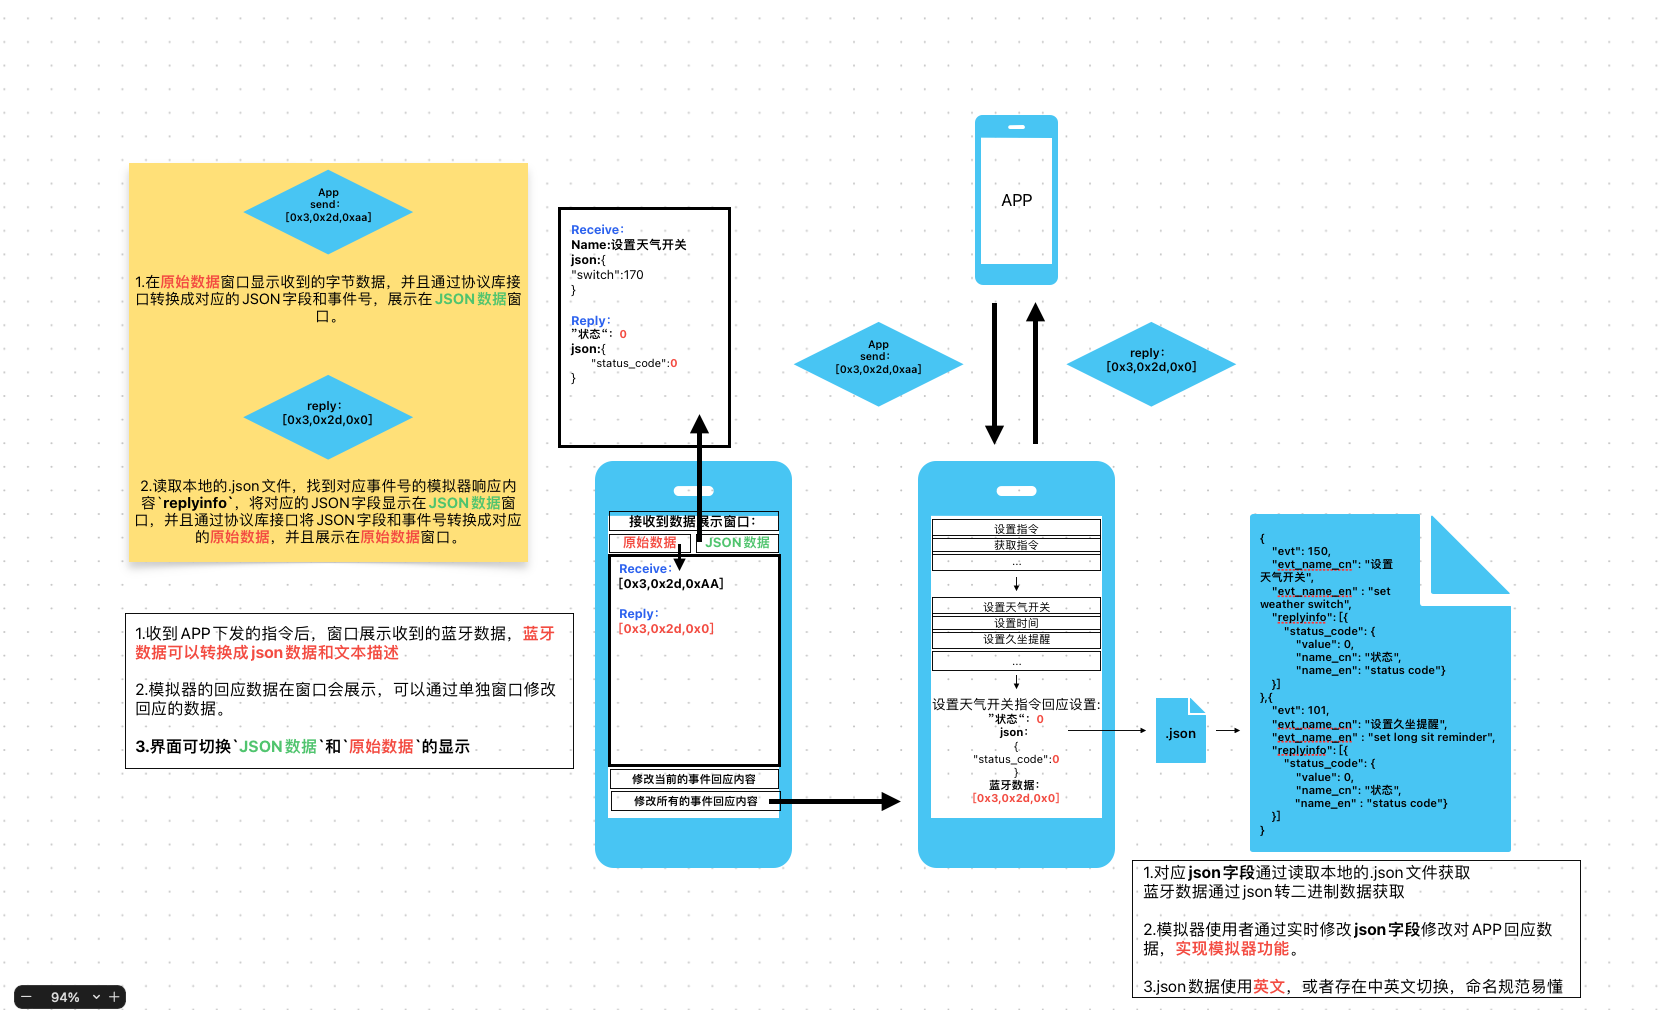 App
send:
[0x3,0x2d,0xaa]
1.在原始数据窗口显示收到的字节数据，并且通过协议库接
口转换成对应的JSON字段和事件号，展示在JSON数据窗
口。
reply:
[0x3,0x2d,0x0]
2.读取本地的.json文件，找到对应事件号的模拟器响应内
容`replyinfo`，将对应的JSON字段显示在JSON数据窗
口，并且通过协议库接口将JSON字段和事件号转换成对应
的原始数据，并且展示在原始数据窗口。
1.收到APP下发的指令后，窗口展示收到的蓝牙数据，蓝牙
数据可以转换成json数据和文本描述
2.模拟器的回应数据在窗口会展示，可以通过单独窗口修改
回应的数据。
3.界面可切换`JSON数据`和`原始数据`的显示
Receive:
Name:设置天气开关
json:{
"switch":170
}
Reply:
”状态“：0
json:{
"status_code":0
}
接收到数据展示窗口：
原始数据
JSON数据
Receive:
[0x3,0x2d,0xAA]
Reply:
[0x3,0x2d,0x0]
修改当前的事件回应内容
修改所有的事件回应内容
APP
App
send:
[0x3,0x2d,0xaa]
reply:
[0x3,0x2d,0x0]
设置指令
获取指令
...
设置天气开关
设置时间
设置久坐提醒
...
设置天气开关指令回应设置:
”状态“：0
json:
{
"status_code":0
}
蓝牙数据：
[0x3,0x2d,0x0]
.json
{
"evt": 150,
"evt_name_cn": "设置
天气开关",
"evt_name_en" : "set
weather switch",
"replyinfo": [{
"status_code": {
"value": 0,
"name_cn": "状态",
"name_en": "status code"}
}]
},{
"evt": 101,
"evt_name_cn": "设置久坐提醒",
"evt_name_en" : "set long sit reminder",
"replyinfo": [{
"status_code": {
"value": 0,
"name_cn": "状态",
"name_en" : "status code"}
}]
}
1.对应json字段通过读取本地的.json文件获取
蓝牙数据通过json转二进制数据获取
2.模拟器使用者通过实时修改json字段修改对APP回应数
据，实现模拟器功能。
3.json数据使用英文，或者存在中英文切换，命名规范易懂
94%